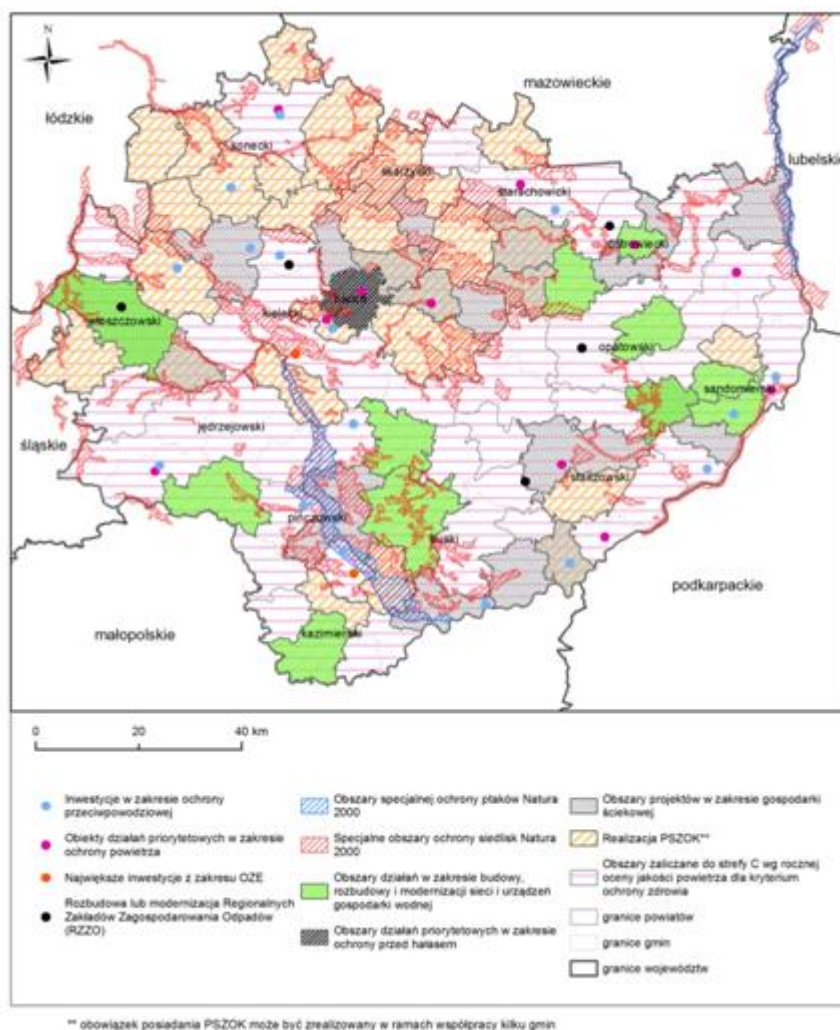 N
mazowieckie
łódzkie
konecki
lubelskie
skarżyski
starachowicki
ostrowiecki
kielecki
włoszczowski
opatowski
sandomierski
jędrzejowski
śląskie
staszowski
pińczowski
buski
podkarpackie
małopolskie
kazimierski
0 20 40 km
Inwestycje w zakresie ochrony
przeciwpowodziowej
Obiekty działań priorytetowych w zakresie
ochrony powietrza
Największe inwestycje z zakresu OZE
Rozbudowa lub modernizacja Regionalnych
Zakładów Zagospodarowania Odpadów
(RZZO)
Obszary specjalnej ochrony ptaków Natura
2000
Specjalne obszary ochrony siedlisk Natura
2000
Obszary działań w zakresie budowy,
rozbudowy i modernizacji sieci i urządzeń
gospodarki wodnej
Obszary działań priorytetowych w zakresie
ochrony przed hałasem
Obszary projektów w zakresie gospodarki
ściekowej
Realizacja PSZOK**
Obszary zaliczane do strefy C wg rocznej
oceny jakości powietrza dla kryterium
ochrony zdrowia
granice powiatów
granice gmin
granice województw
** obowiązek posiadania PSZOK może być zrealizowany w ramach współpracy kilku gmin